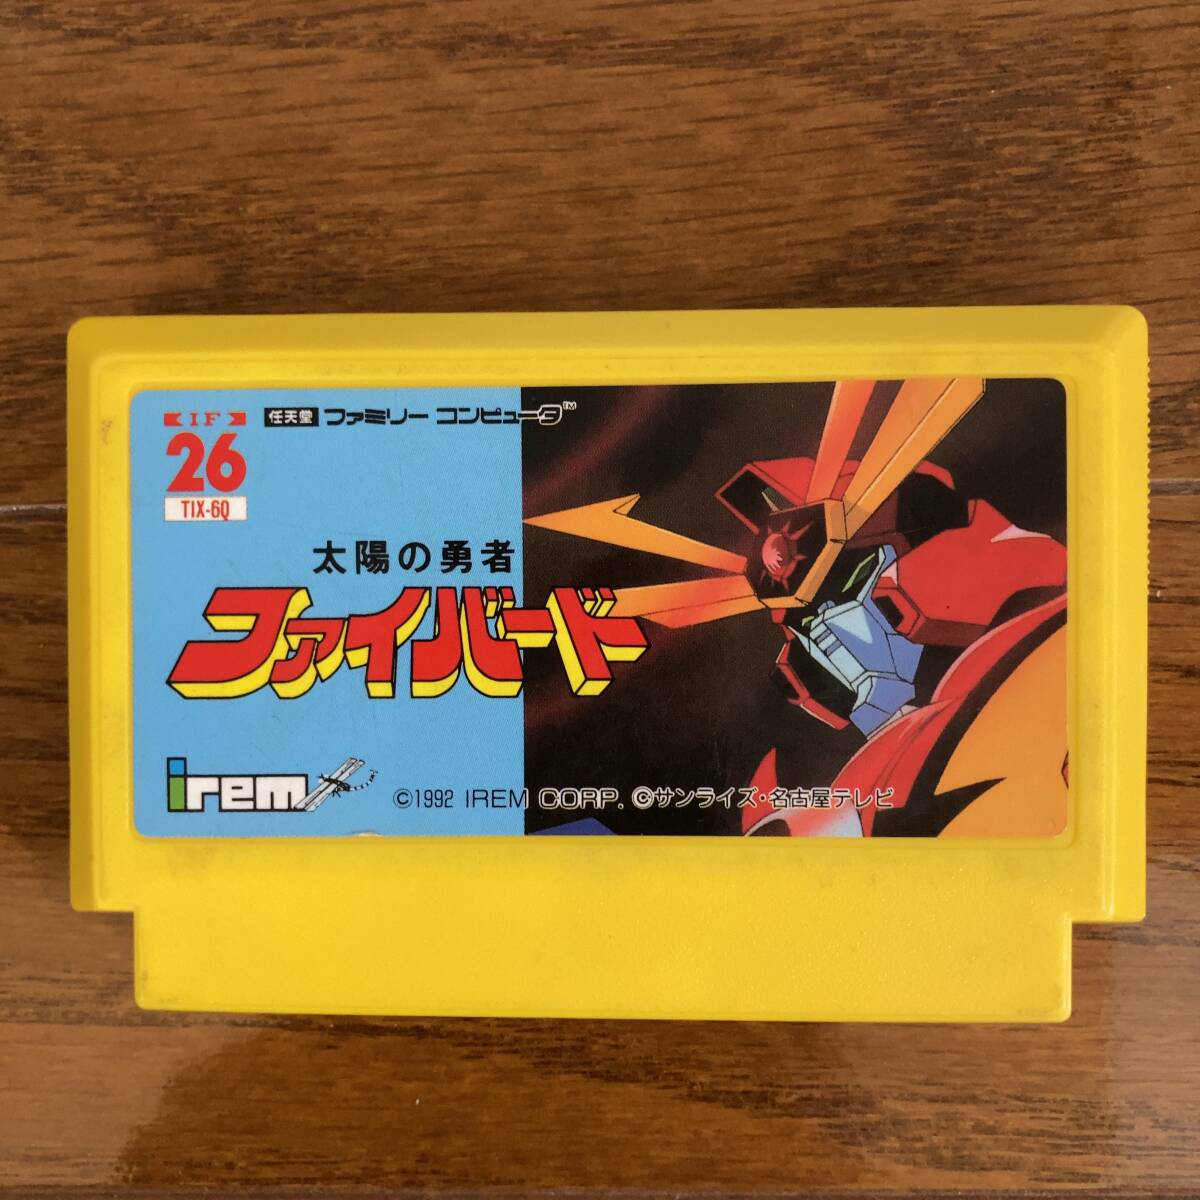 IF
26
TIX-6Q
任天堂 ファミリー コンピュータ™
太陽の勇者
ファイバード
irem
©1992 IREM CORP. ©サンライズ・名古屋テレビ